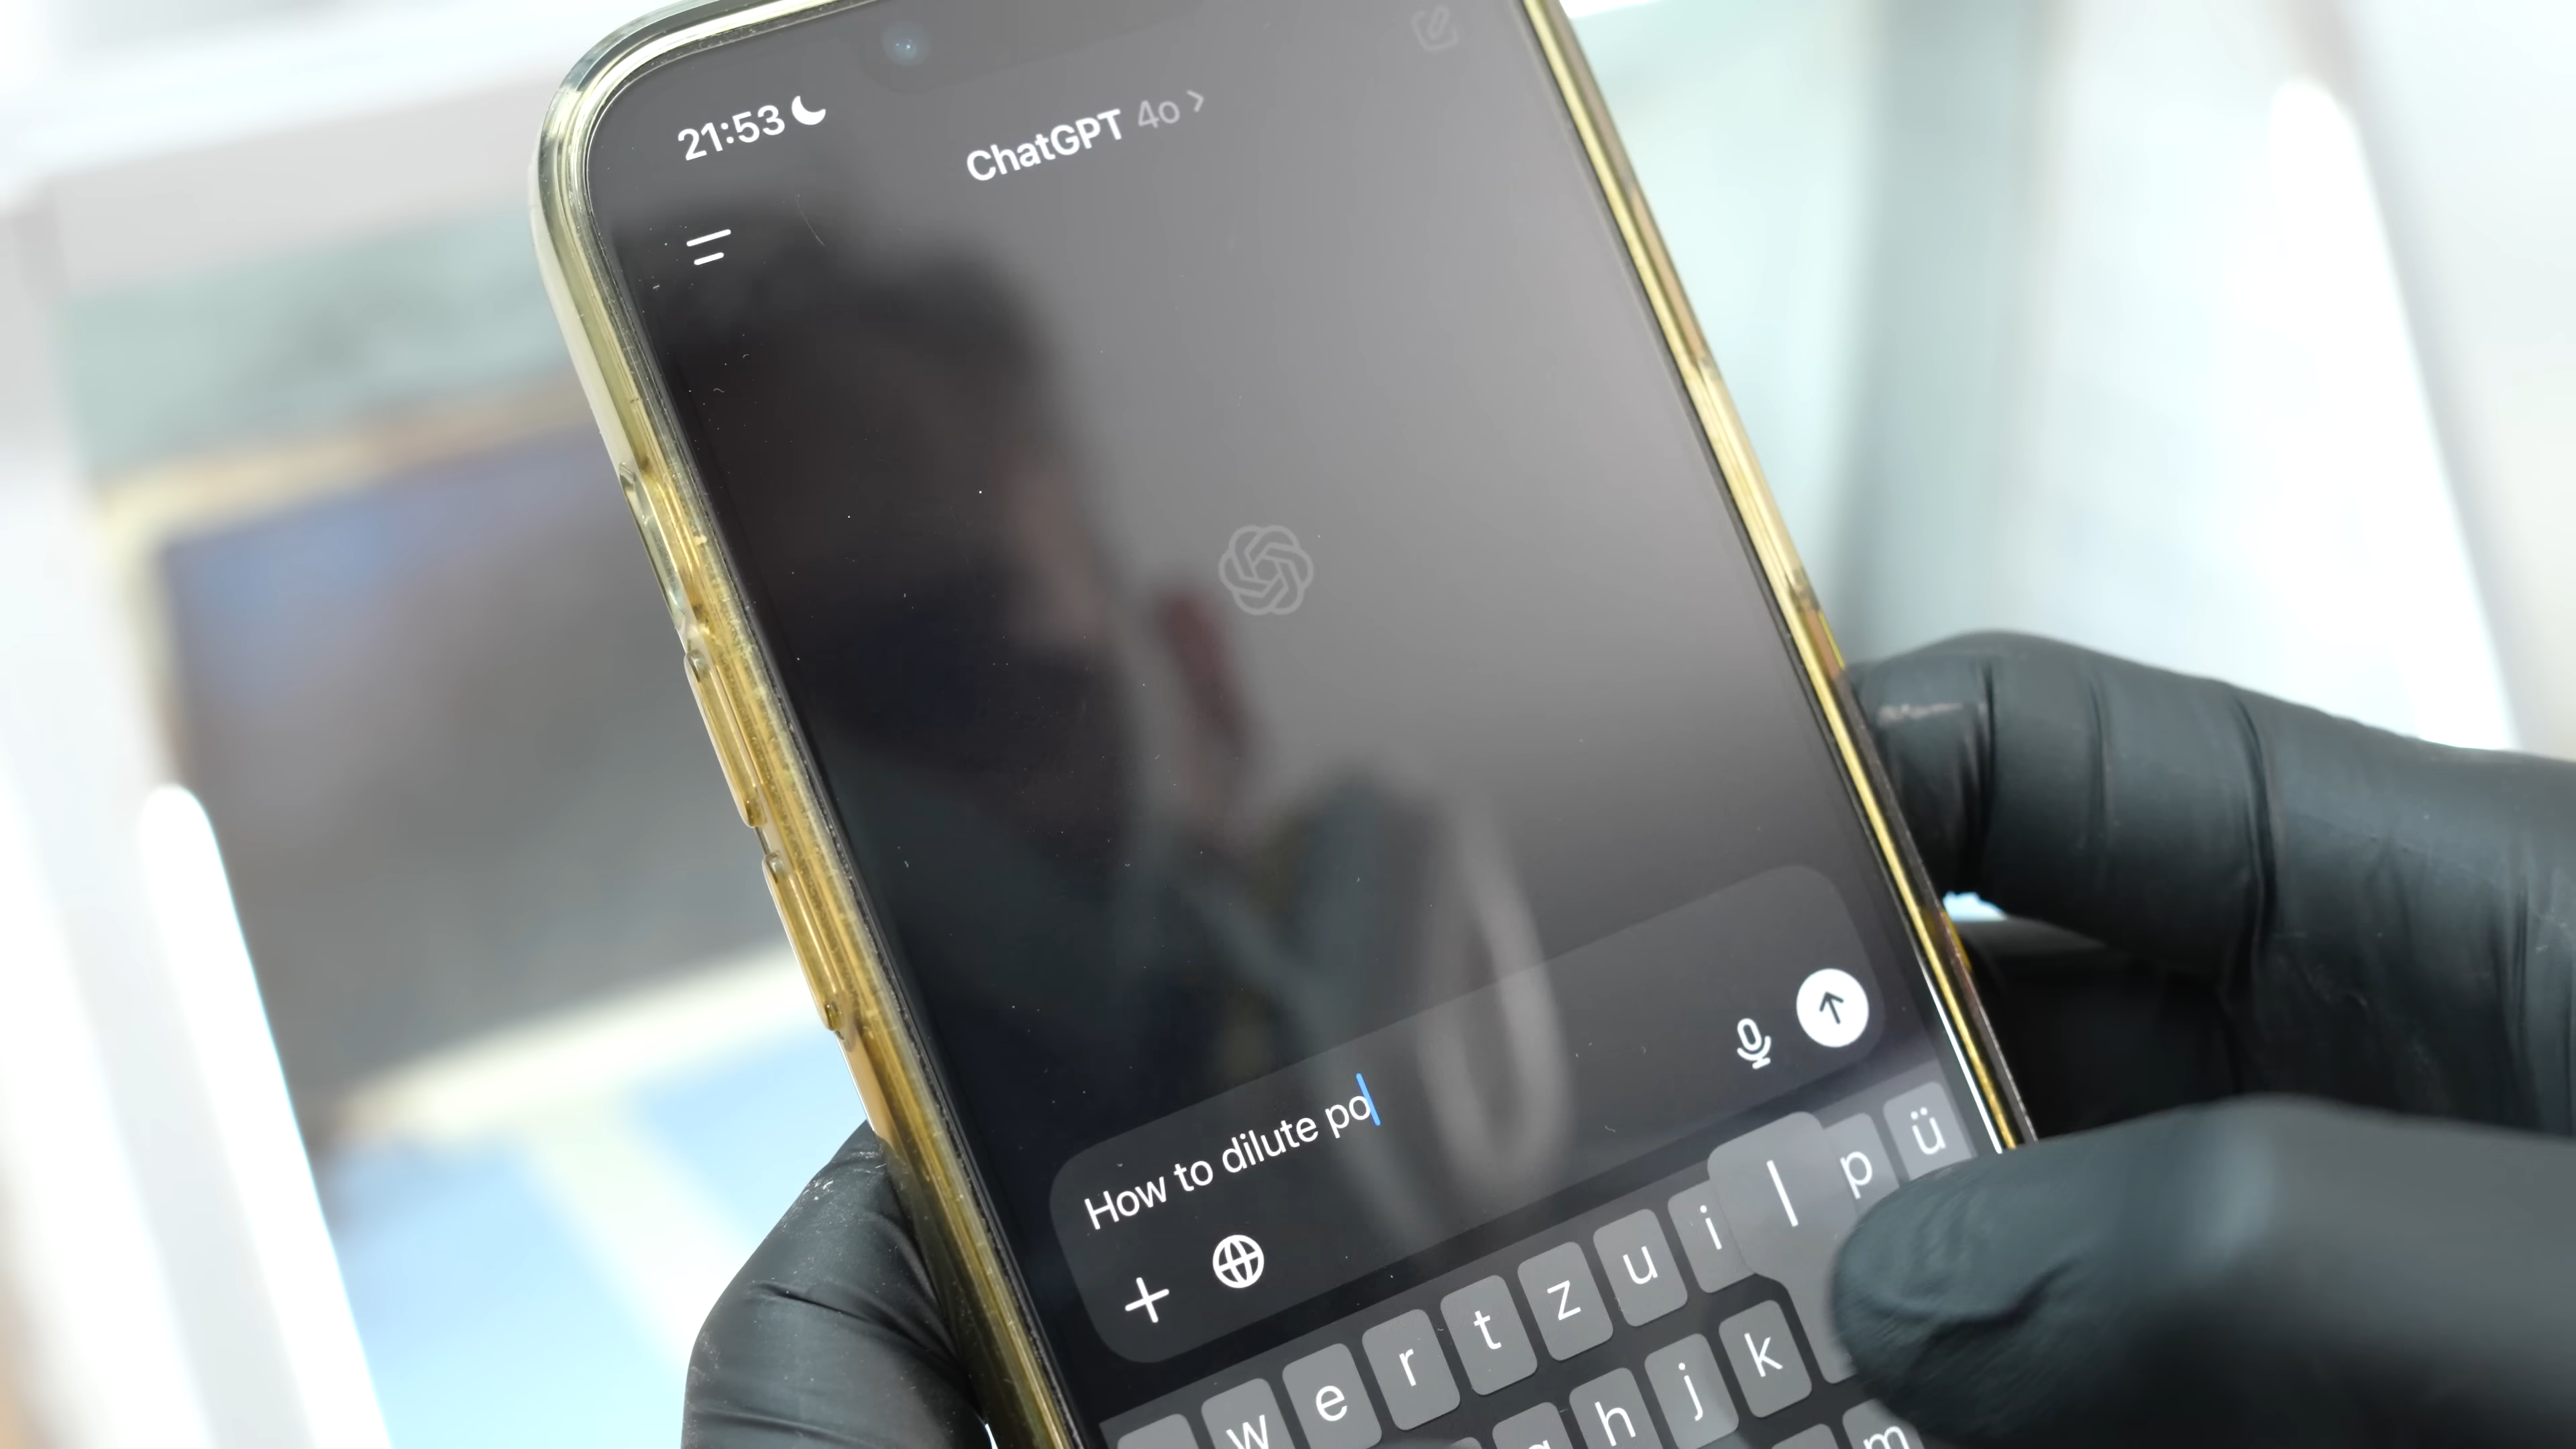 21:53
ChatGPT 4o >
How to dilute po
l
w e r t z u i p ü
h j k
m